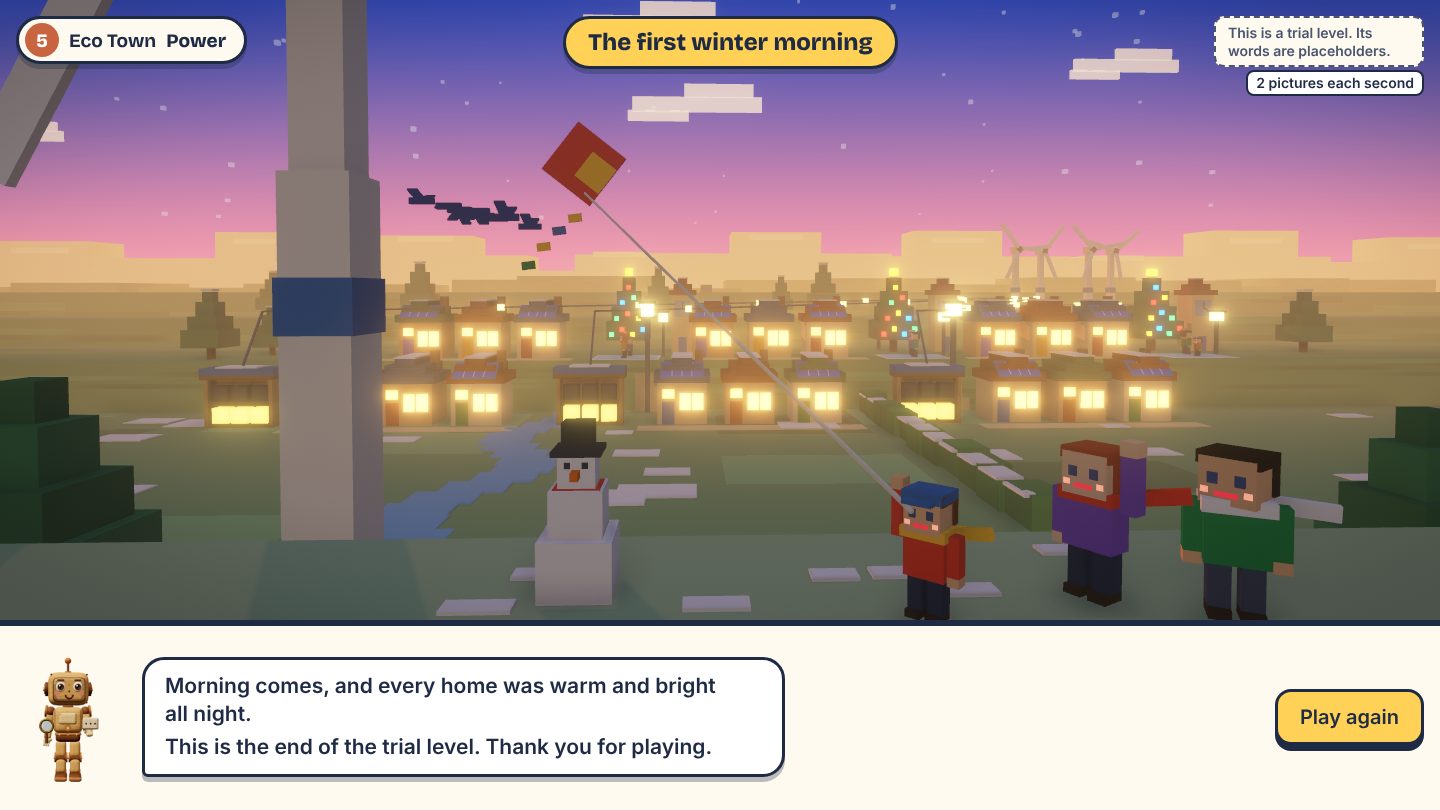 5 Eco Town Power
The first winter morning
This is a trial level. Its
words are placeholders.
2 pictures each second
Morning comes, and every home was warm and bright
all night.
This is the end of the trial level. Thank you for playing.
Play again